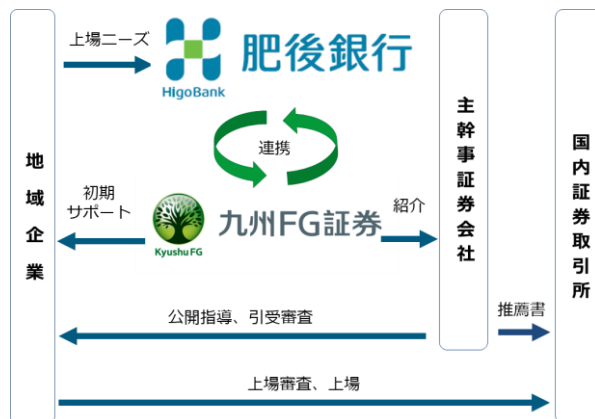 上場ニーズ
肥後銀行
HigoBank
連携
地域企業
初期
サポート
KyushuFG
九州FG証券
紹介
主幹事証券会社
国内証券取引所
公開指導、引受審査
推薦書
上場審査、上場